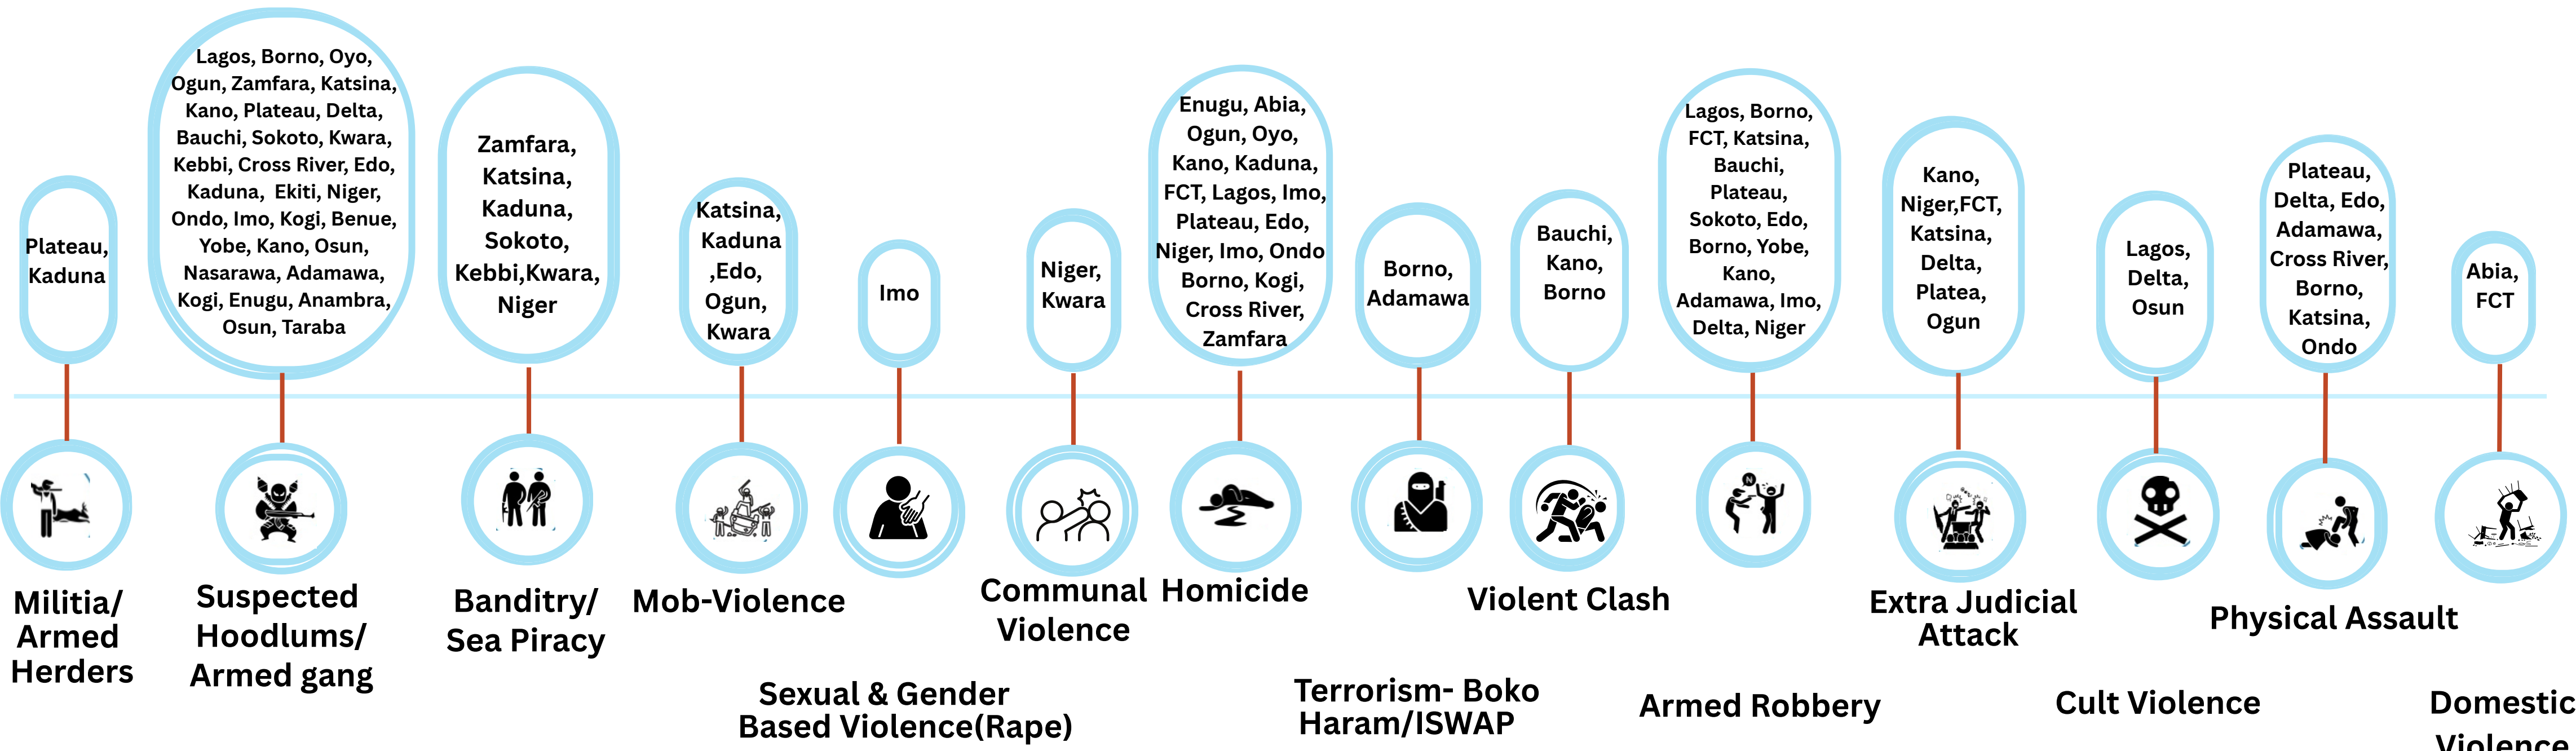 Plateau,
Kaduna
Militia/
Armed
Herders
Lagos, Borno, Oyo,
Ogun, Zamfara, Katsina,
Kano, Plateau, Delta,
Bauchi, Sokoto, Kwara,
Kebbi, Cross River, Edo,
Kaduna, Ekiti, Niger,
Ondo, Imo, Kogi, Benue,
Yobe, Kano, Osun,
Nasarawa, Adamawa,
Kogi, Enugu, Anambra,
Osun, Taraba
Suspected
Hoodlums/
Armed gang
Zamfara,
Katsina,
Kaduna,
Sokoto,
Kebbi,Kwara,
Niger
Banditry/
Sea Piracy
Katsina,
Kaduna
,Edo,
Ogun,
Kwara
Mob-Violence
Imo
Sexual & Gender
Based Violence(Rape)
Niger,
Kwara
Communal
Violence
Enugu, Abia,
Ogun, Oyo,
Kano, Kaduna,
FCT, Lagos, Imo,
Plateau, Edo,
Niger, Imo, Ondo
Borno, Kogi,
Cross River,
Zamfara
Homicide
Borno,
Adamawa
Terrorism- Boko
Haram/ISWAP
Bauchi,
Kano,
Borno
Violent Clash
Lagos, Borno,
FCT, Katsina,
Bauchi,
Plateau,
Sokoto, Edo,
Borno, Yobe,
Kano,
Adamawa, Imo,
Delta, Niger
N
Armed Robbery
Kano,
Niger,FCT,
Katsina,
Delta,
Platea,
Ogun
Extra Judicial
Attack
Lagos,
Delta,
Osun
Cult Violence
Plateau,
Delta, Edo,
Adamawa,
Cross River,
Borno,
Katsina,
Ondo
Physical Assault
Abia,
FCT
Domestic
Violence